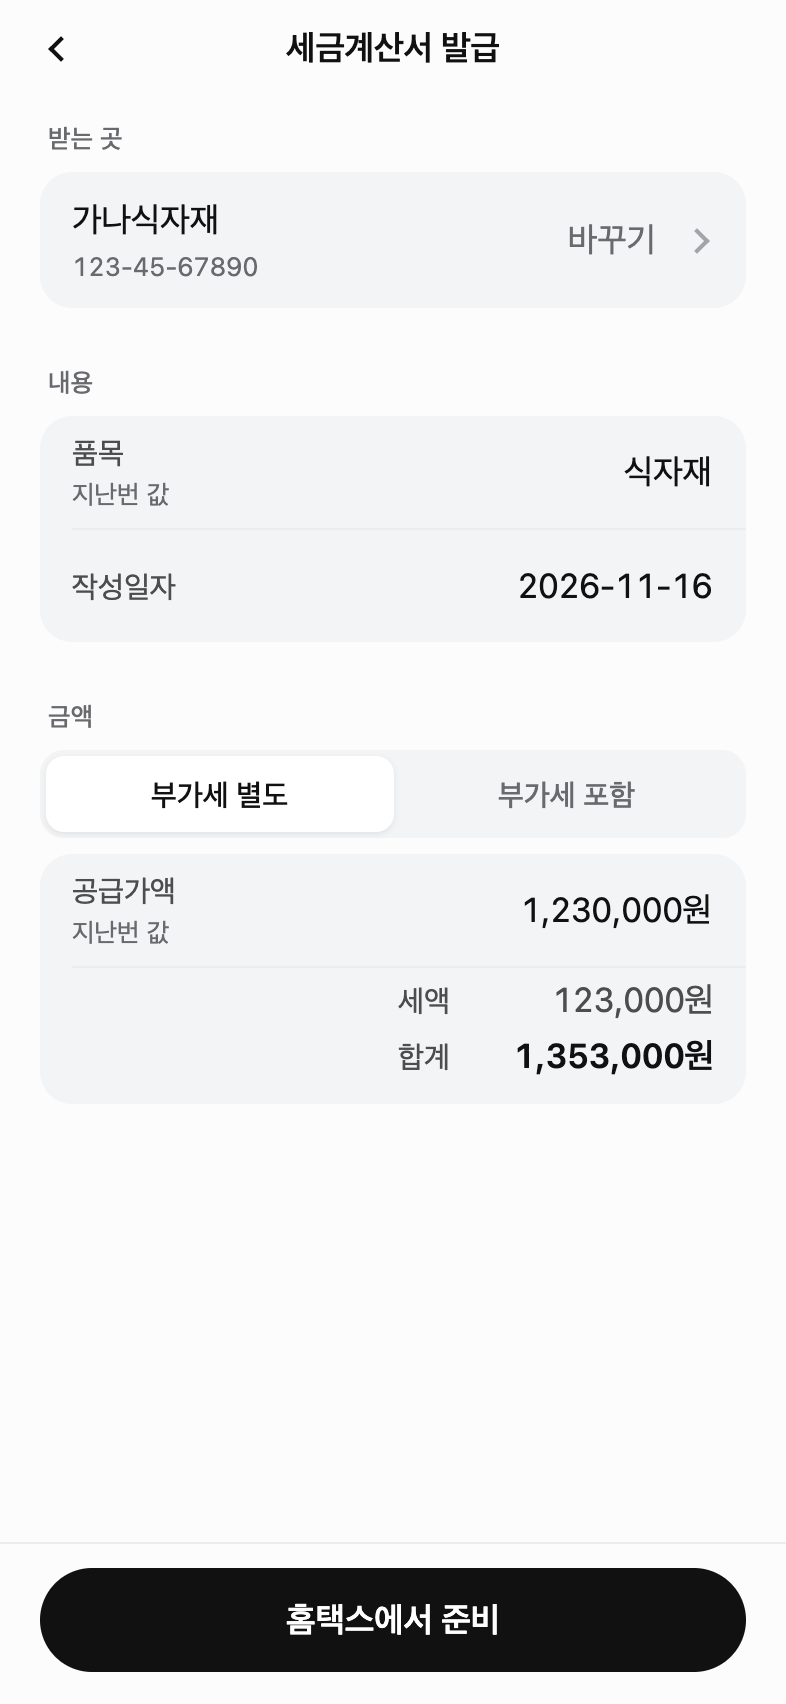 세금계산서 발급
받는 곳
가나식자재
123-45-67890
바꾸기
내용
품목
지난번 값
식자재
작성일자
2026-11-16
금액
부가세 별도
부가세 포함
공급가액
지난번 값
1,230,000원
세액 123,000원
합계 1,353,000원
홈택스에서 준비